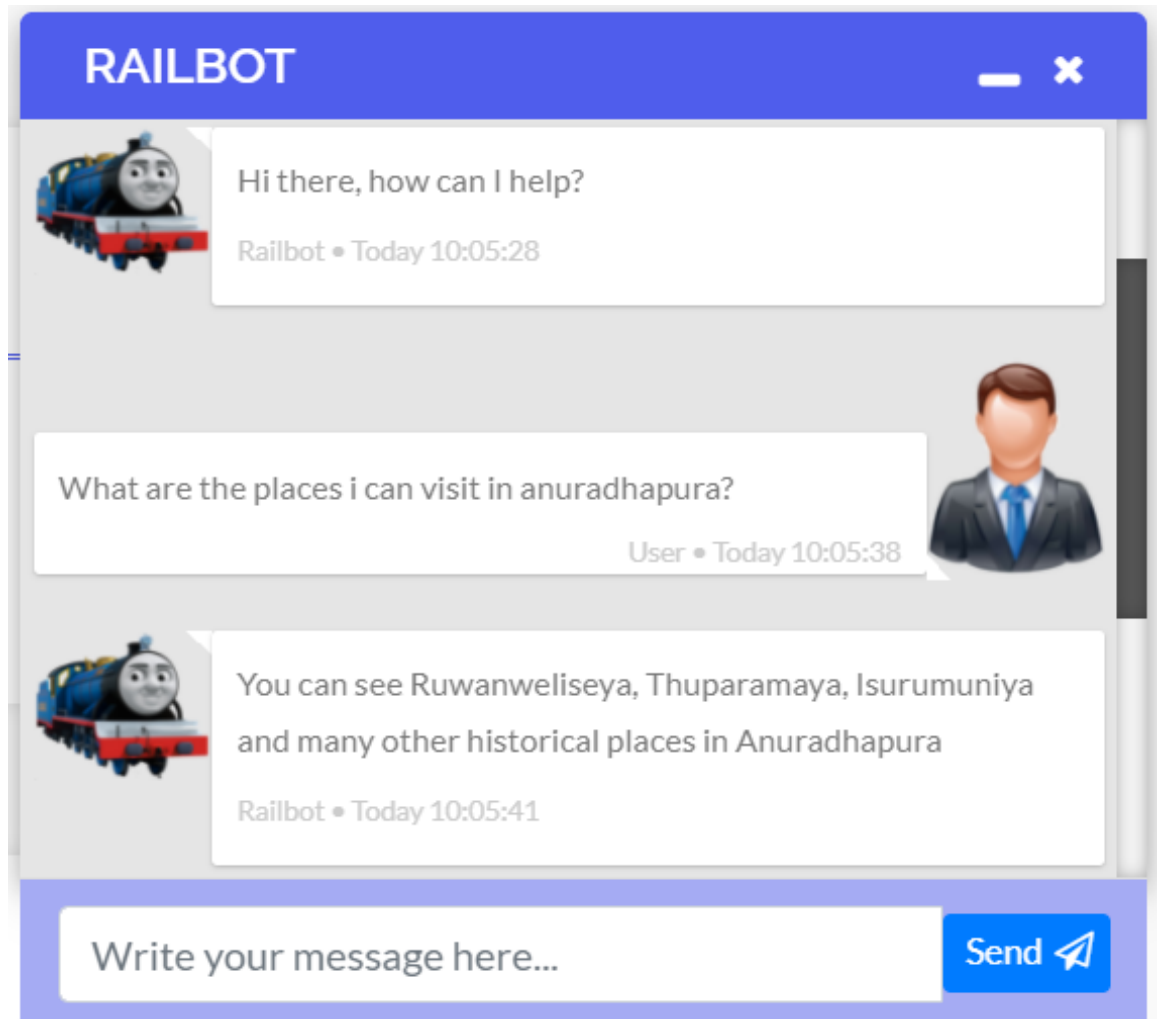 RAILBOT
Hi there, how can I help?
Railbot • Today 10:05:28
What are the places i can visit in anuradhapura?
User • Today 10:05:38
You can see Ruwanweliseya, Thuparamaya, Isurumuniya
and many other historical places in Anuradhapura
Railbot • Today 10:05:41
Write your message here...
Send